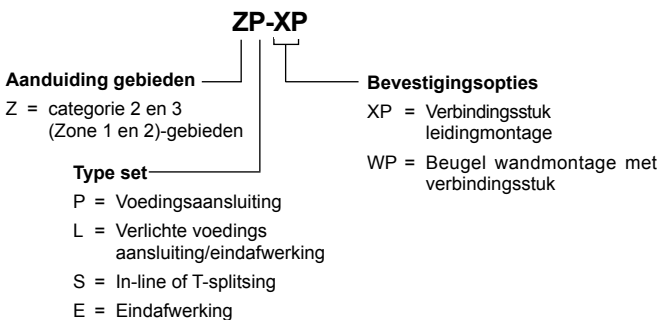 ZP-XP
Aanduiding gebieden
Z = categorie 2 en 3
(Zone 1 en 2)-gebieden
Type set
P = Voedingsaansluiting
L = Verlichte voedings
aansluiting/eindafwerking
S = In-line of T-splitsing
E = Eindafwerking
Bevestigingsopties
XP = Verbindingsstuk
leidingmontage
WP = Beugel wandmontage met
verbindingsstuk